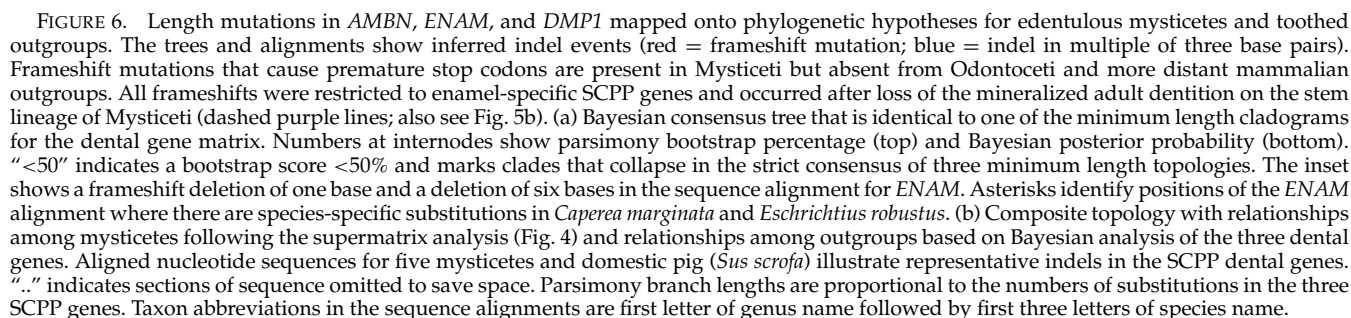 FIGURE 6. Length mutations in AMBN, ENAM, and DMP1 mapped onto phylogenetic hypotheses for edentulous mysticetes and toothed
outgroups. The trees and alignments show inferred indel events (red = frameshift mutation; blue = indel in multiple of three base pairs).
Frameshift mutations that cause premature stop codons are present in Mysticeti but absent from Odontoceti and more distant mammalian
outgroups. All frameshifts were restricted to enamel-specific SCPP genes and occurred after loss of the mineralized adult dentition on the stem
lineage of Mysticeti (dashed purple lines; also see Fig. 5b). (a) Bayesian consensus tree that is identical to one of the minimum length cladograms
for the dental gene matrix. Numbers at internodes show parsimony bootstrap percentage (top) and Bayesian posterior probability (bottom).
"<50" indicates a bootstrap score <50% and marks clades that collapse in the strict consensus of three minimum length topologies. The inset
shows a frameshift deletion of one base and a deletion of six bases in the sequence alignment for ENAM. Asterisks identify positions of the ENAM
alignment where there are species-specific substitutions in Caperea marginata and Eschrichtius robustus. (b) Composite topology with relationships
among mysticetes following the supermatrix analysis (Fig. 4) and relationships among outgroups based on Bayesian analysis of the three dental
genes. Aligned nucleotide sequences for five mysticetes and domestic pig (Sus scrofa) illustrate representative indels in the SCPP dental genes.
".." indicates sections of sequence omitted to save space. Parsimony branch lengths are proportional to the numbers of substitutions in the three
SCPP genes. Taxon abbreviations in the sequence alignments are first letter of genus name followed by first three letters of species name.